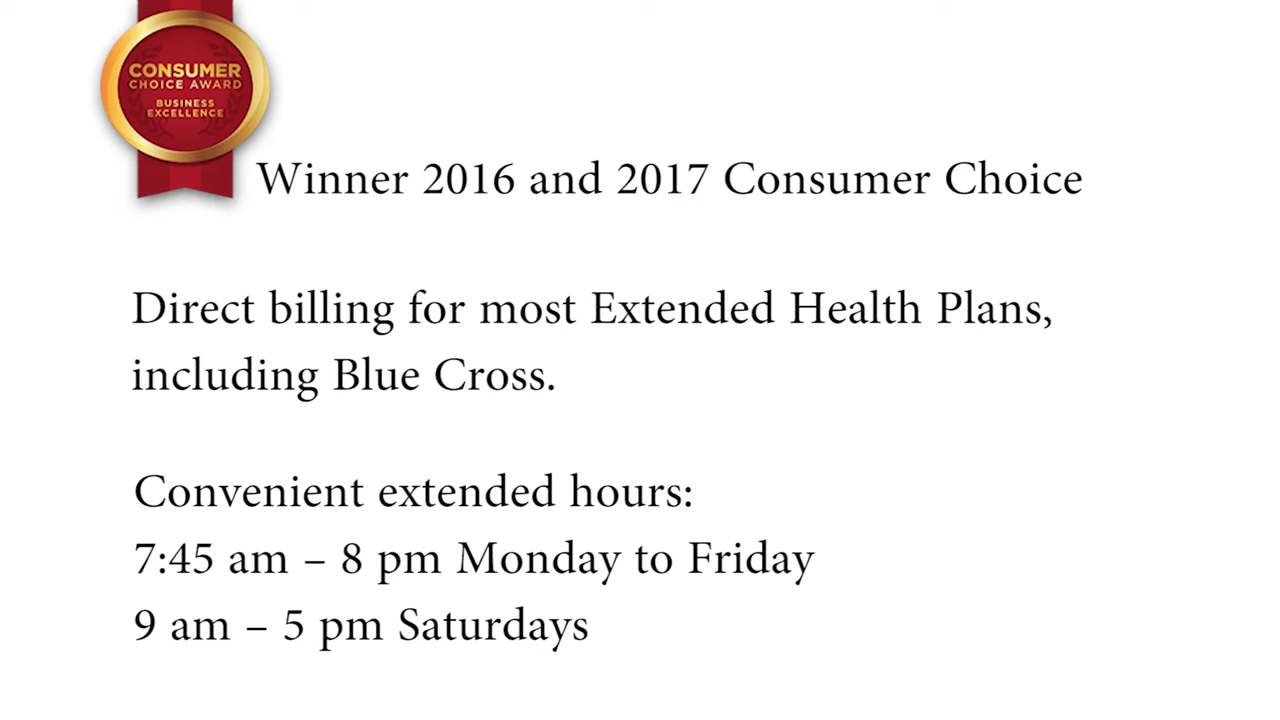 CONSUMER
CHOICE AWARD
BUSINESS
EXCELLENCE
Winner 2016 and 2017 Consumer Choice
Direct billing for most Extended Health Plans,
including Blue Cross.
Convenient extended hours:
7:45 am – 8 pm Monday to Friday
9 am – 5 pm Saturdays